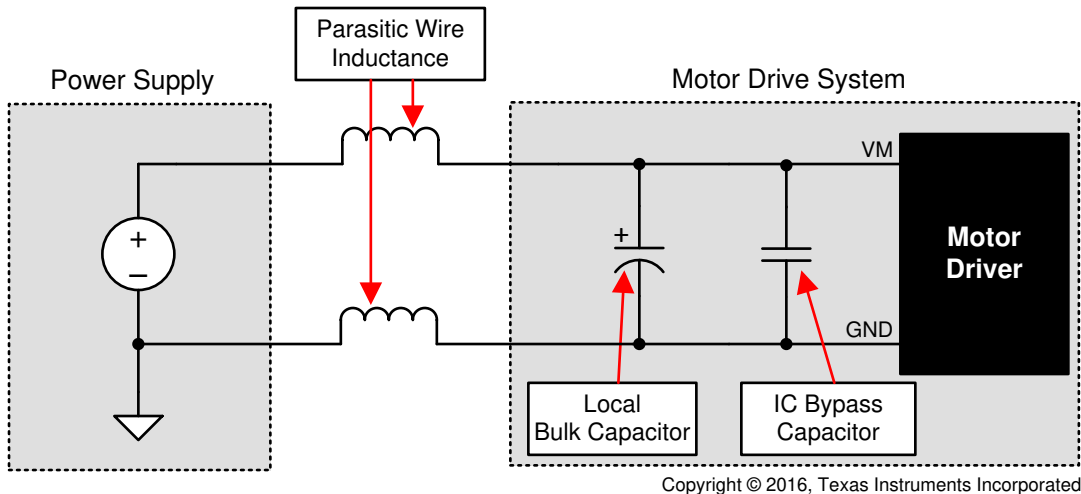 Parasitic Wire
Inductance
Power Supply
Motor Drive System
VM
+
–
+
Motor
Driver
GND
Local
Bulk Capacitor
IC Bypass
Capacitor
Copyright © 2016, Texas Instruments Incorporated